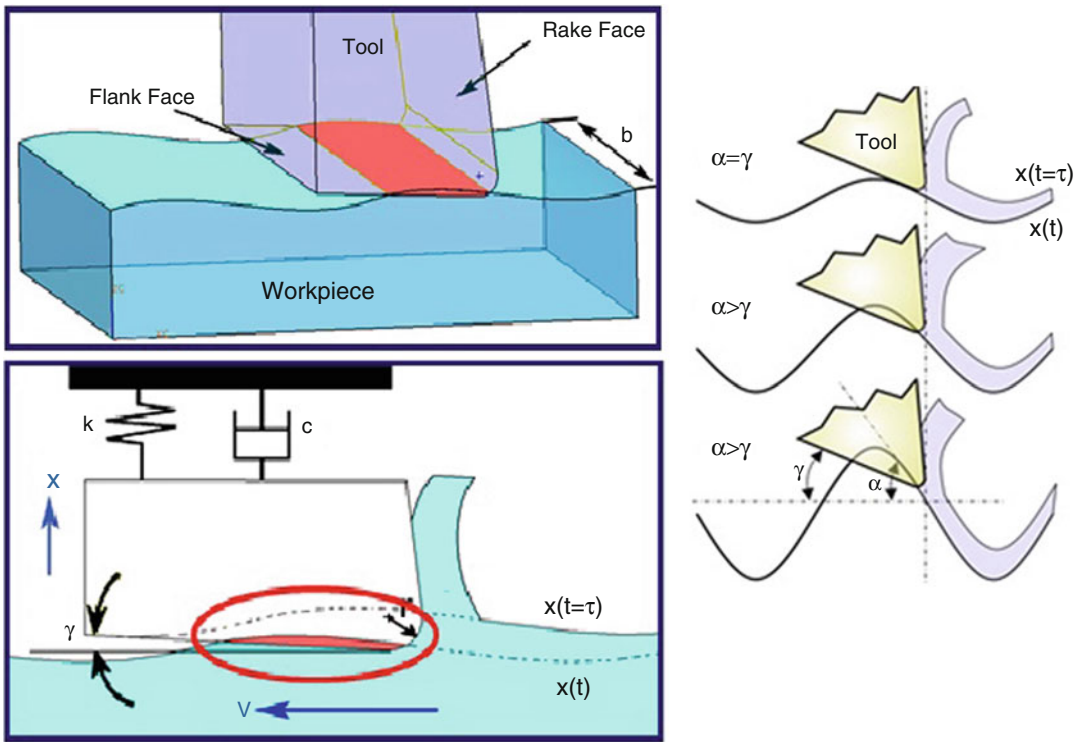 Tool
Rake Face
Flank Face
b
Workpiece
k
c
x
γ
r
x(t=τ)
x(t)
V
α=γ
Tool
x(t=τ)
x(t)
α>γ
α>γ
γ
α